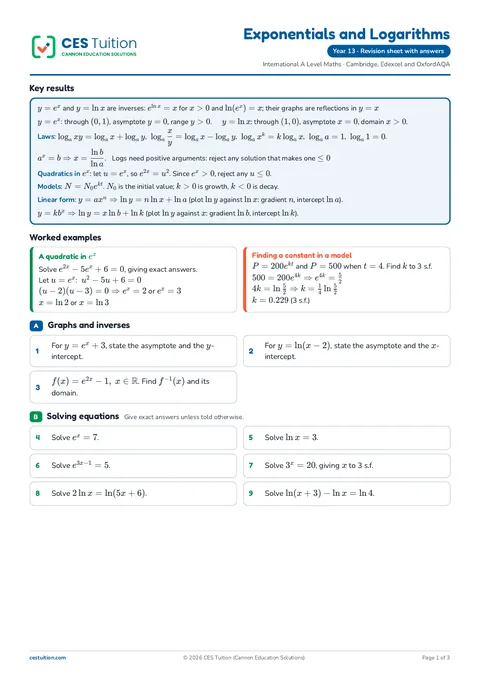 CES Tuition
CANNON EDUCATION SOLUTIONS
Exponentials and Logarithms
Year 13 · Revision sheet with answers
International A Level Maths · Cambridge, Edexcel and OxfordAQA
Key results
y = e^x and y = ln x are inverses: e^{ln x} = x for x > 0 and ln(e^x) = x; their graphs are reflections in y = x
y = e^x: through (0, 1), asymptote y = 0, range y > 0. y = ln x: through (1, 0), asymptote x = 0, domain x > 0.
Laws: log_a xy = log_a x + log_a y. log_a x/y = log_a x − log_a y. log_a x^k = k log_a x. log_a a = 1. log_a 1 = 0.
a^x = b ⇒ x = ln b / ln a. Logs need positive arguments: reject any solution that makes one ≤ 0
Quadratics in e^x: let u = e^x, so e^{2x} = u^2. Since e^x > 0, reject any u ≤ 0.
Models: N = N_0e^{kt}. N_0 is the initial value; k > 0 is growth, k < 0 is decay.
Linear form: y = ax^n ⇒ ln y = n ln x + ln a (plot ln y against ln x: gradient n, intercept ln a).
y = kb^x ⇒ ln y = x ln b + ln k (plot ln y against x: gradient ln b, intercept ln k).
Worked examples
A quadratic in e^x
Solve e^{2x} − 5e^x + 6 = 0, giving exact answers.
Let u = e^x: u^2 − 5u + 6 = 0
(u − 2)(u − 3) = 0 ⇒ e^x = 2 or e^x = 3
x = ln 2 or x = ln 3
Finding a constant in a model
P = 200e^{kt} and P = 500 when t = 4. Find k to 3 s.f.
500 = 200e^{4k} ⇒ e^{4k} = 5/2
4k = ln 5/2 ⇒ k = 1/4 ln 5/2
k = 0.229 (3 s.f.)
A Graphs and inverses
1 For y = e^x + 3, state the asymptote and the y-
intercept.
2 For y = ln(x − 2), state the asymptote and the x-
intercept.
3 f(x) = e^{2x} − 1, x ∈ ℝ. Find f^{−1}(x) and its
domain.
B Solving equations Give exact answers unless told otherwise.
4 Solve e^x = 7.
5 Solve ln x = 3.
6 Solve e^{3x−1} = 5.
7 Solve 3^x = 20, giving x to 3 s.f.
8 Solve 2 ln x = ln(5x + 6).
9 Solve ln(x + 3) − ln x = ln 4.
cestuition.com
© 2026 CES Tuition (Cannon Education Solutions)
Page 1 of 3